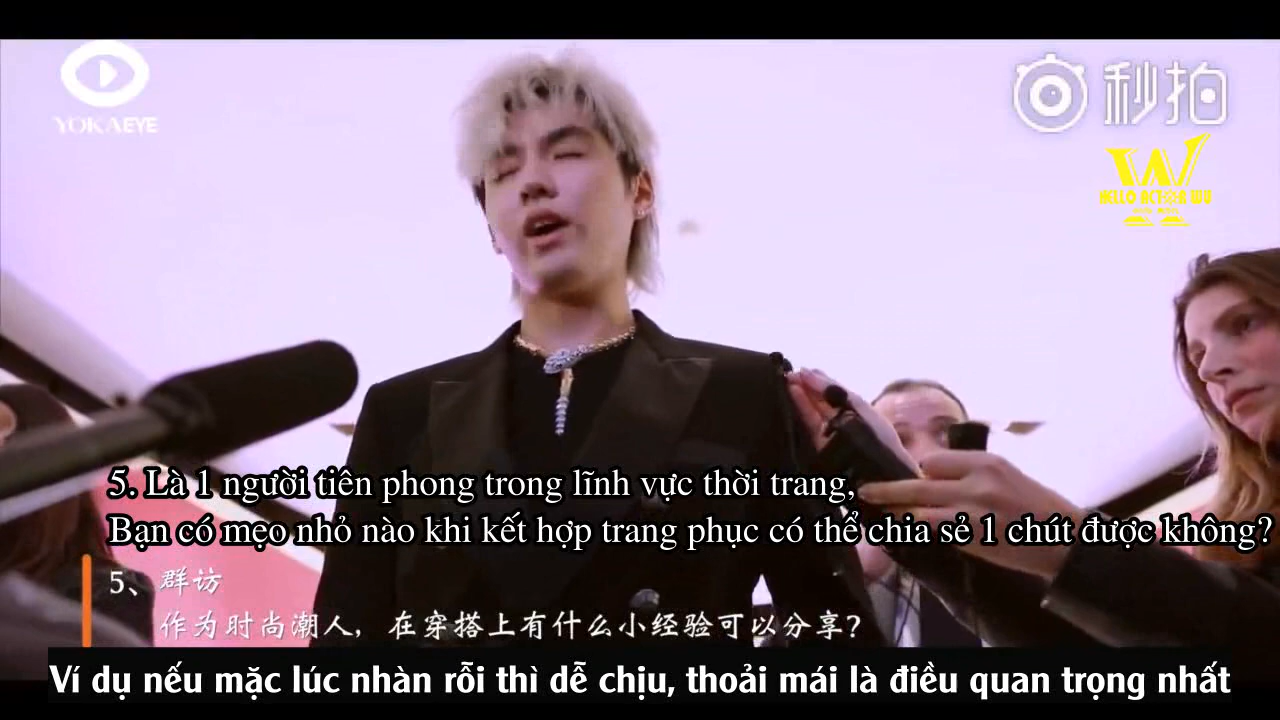 YOKAEYE
秒拍
W
HELLO ACTOR WU
5. Là 1 người tiên phong trong lĩnh vực thời trang,
Bạn có mẹo nhỏ nào khi kết hợp trang phục có thể chia sẻ 1 chút được không?
5、群访
作为时尚潮人，在穿搭上有什么小经验可以分享？
Ví dụ nếu mặc lúc nhàn rỗi thì dễ chịu, thoải mái là điều quan trọng nhất